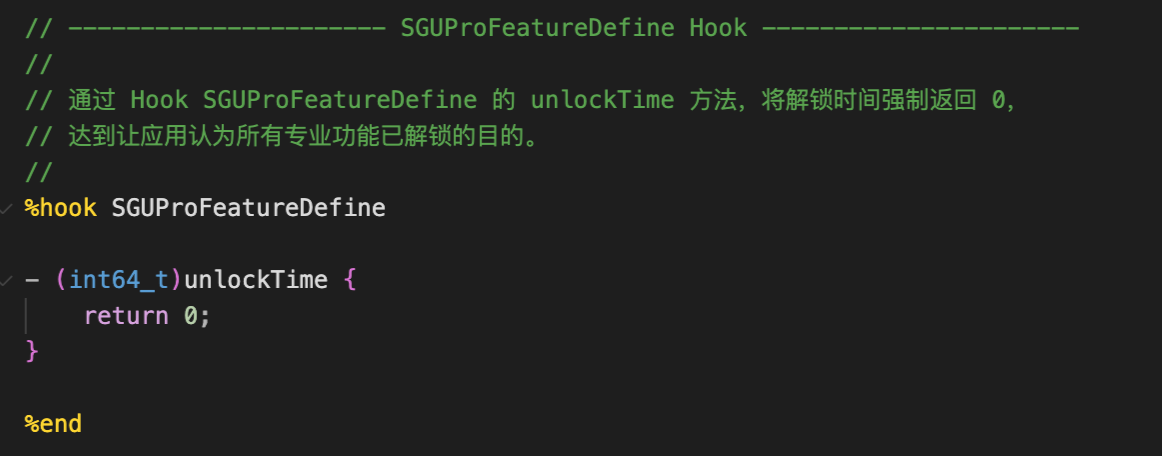 // ---------------------- SGUProFeatureDefine Hook ----------------------
//
// 通过 Hook SGUProFeatureDefine 的 unlockTime 方法，将解锁时间强制返回 0，
// 达到让应用认为所有专业功能已解锁的目的。
//
%hook SGUProFeatureDefine
- (int64_t)unlockTime {
    return 0;
}
%end